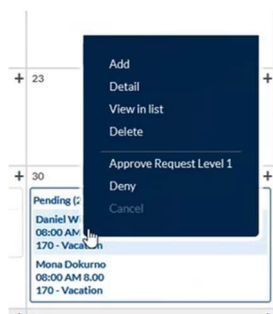 Add
+ 23 +
Detail
View in list
Delete
Approve Request Level 1
+ 30 +
Deny
Cancel
Pending (2
Daniel W
08:00 AM
170 - Vacation
Mona Dokurno
08:00 AM 8.00
170 - Vacation